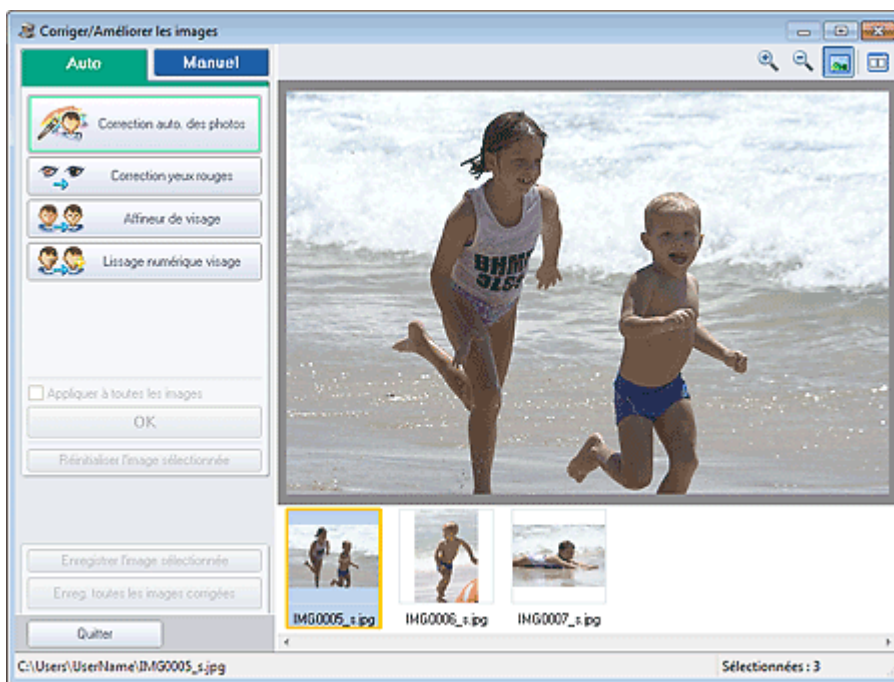 Corriger/Améliorer les images
Auto
Manuel
Correction auto. des photos
Correction yeux rouges
Affineur de visage
Lissage numérique visage
Appliquer à toutes les images
OK
Réinitialiser l'image sélectionnée
Enregistrer l'image sélectionnée
Enreg. toutes les images corrigées
Quitter
IMG0005_s.jpg
IMG0006_s.jpg
IMG0007_s.jpg
C:\Users\UserName\IMG0005_s.jpg
Sélectionnées : 3